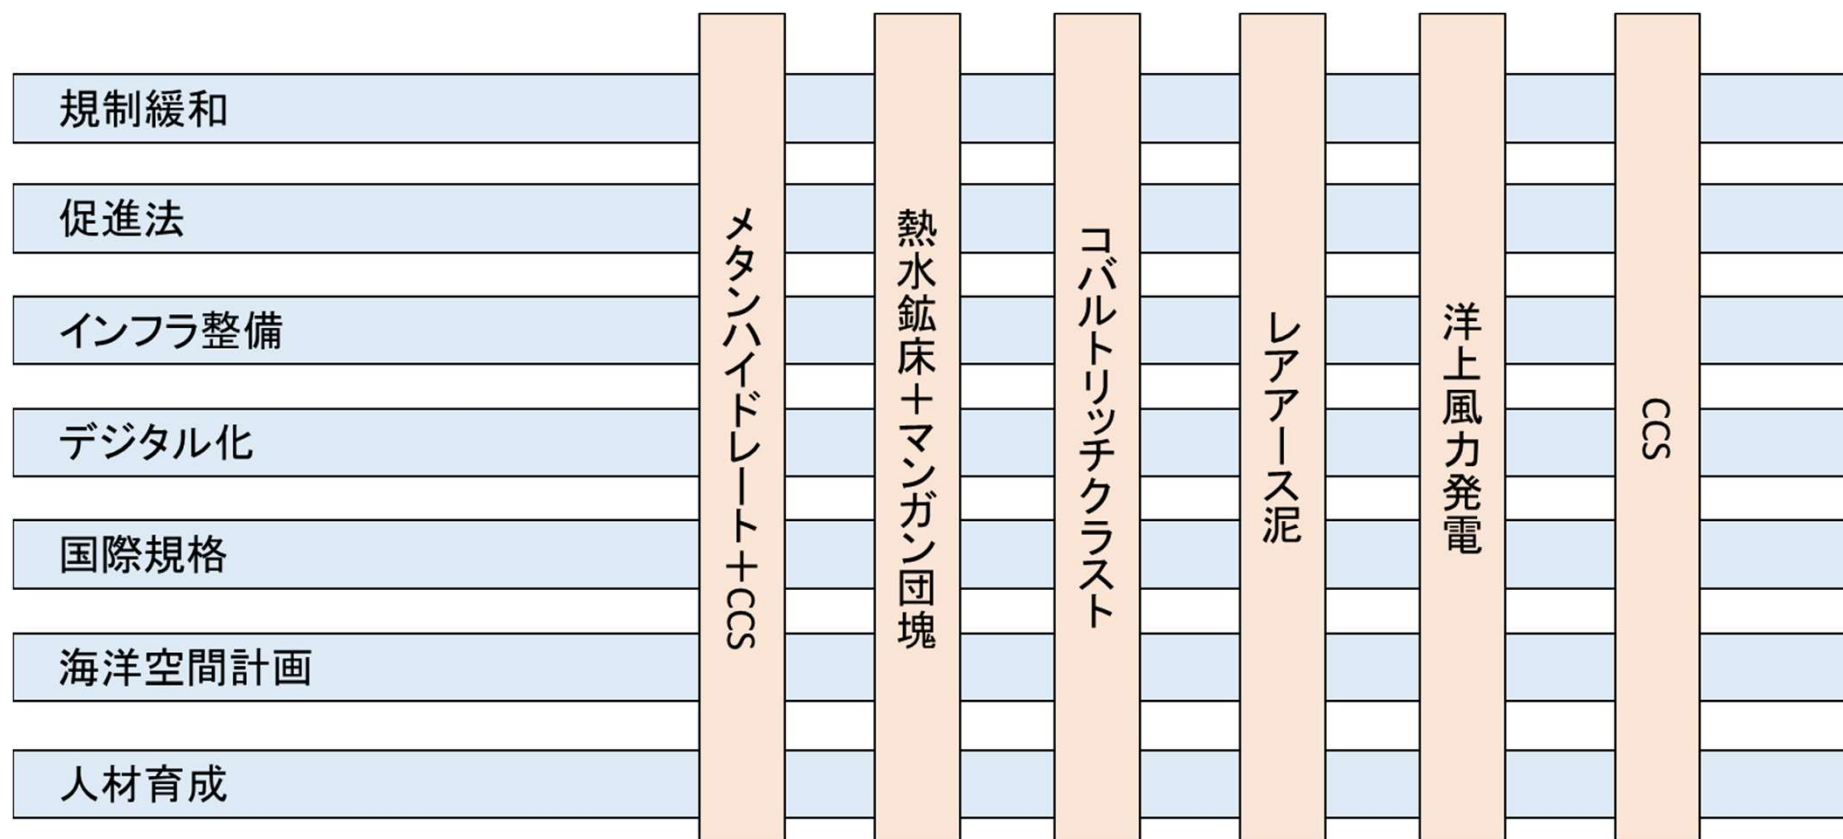 規制緩和
促進法
インフラ整備
デジタル化
国際規格
海洋空間計画
人材育成
メタンハイドレート＋CCS
熱水鉱床＋マンガン団塊
コバルトリッチクラスト
レアアース泥
洋上風力発電
CCS